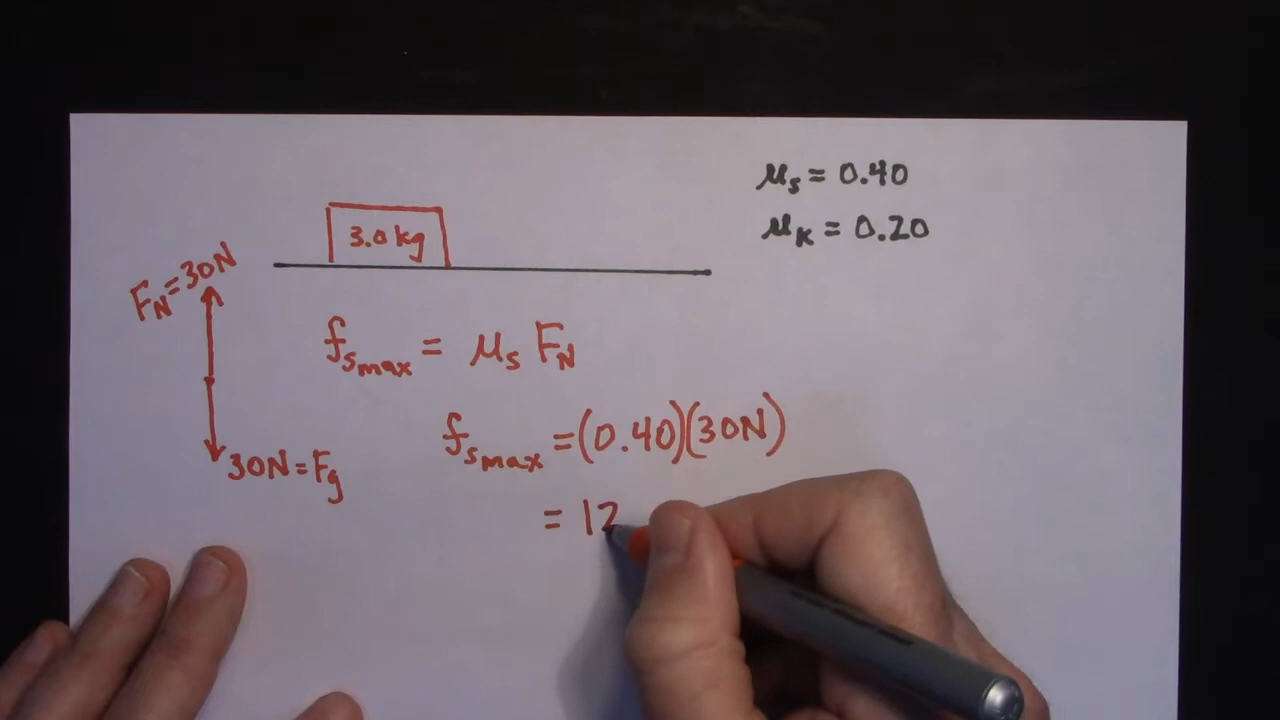 μs = 0.40
μK = 0.20
3.0 kg
FN = 30N
fsmax = μs FN
fsmax = (0.40)(30N)
30N = Fg
= 12